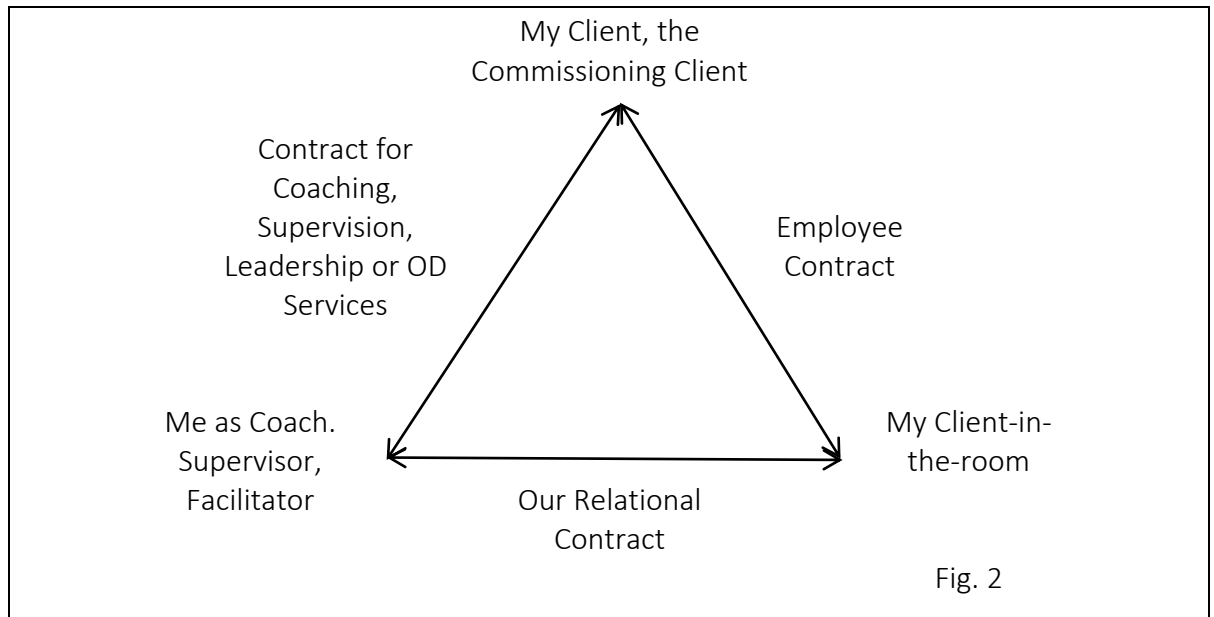 My Client, the
Commissioning Client
Contract for
Coaching,
Supervision,
Leadership or OD
Services
Employee
Contract
Me as Coach.
Supervisor,
Facilitator
My Client-in-
the-room
Our Relational
Contract
Fig. 2